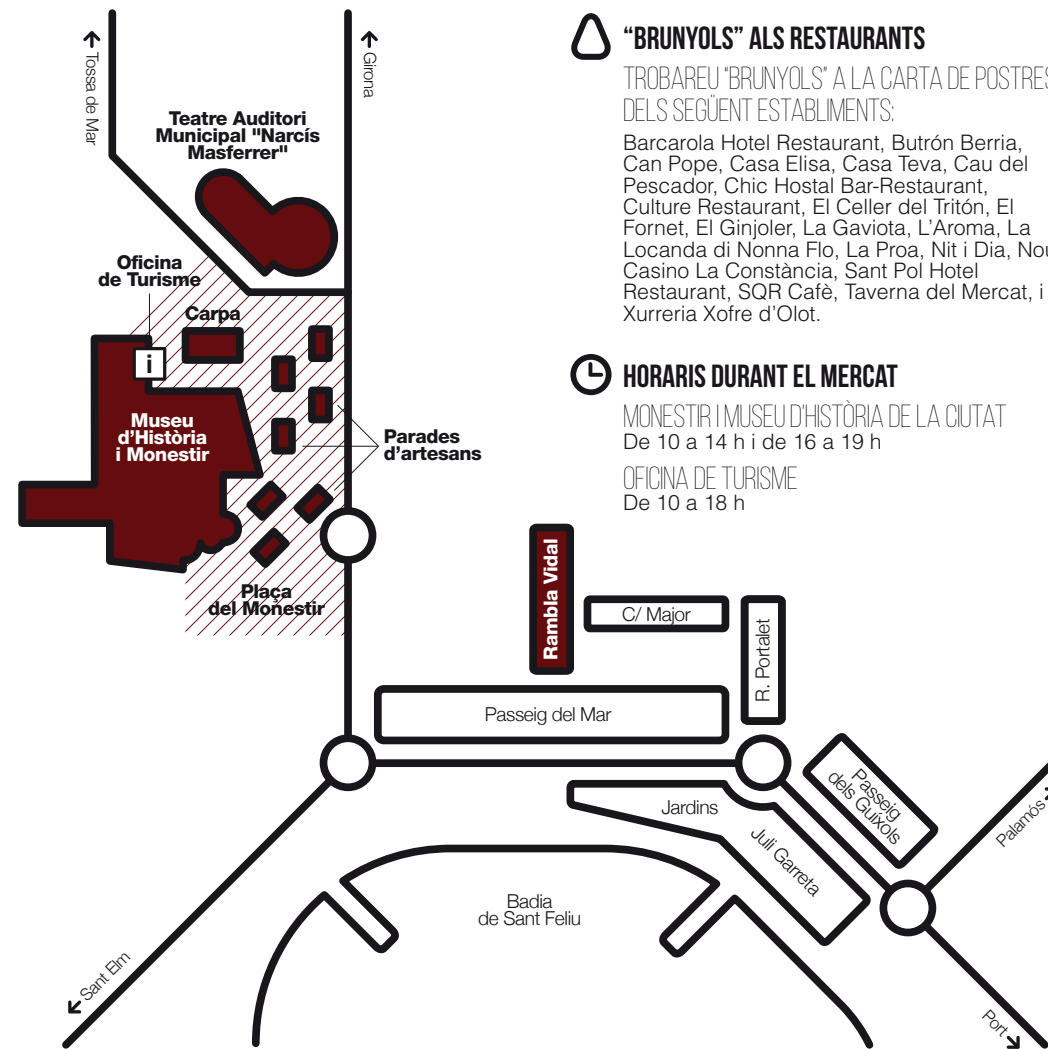 Tossa de Mar
Girona
Teatre Auditori
Municipal "Narcís
Masferrer"
Oficina
de Turisme
Carpa
i
Museu
d'Història
i Monestir
Parades
d'artesans
Plaça
del Monestir
“BRUNYOLS” ALS RESTAURANTS
TROBAREU “BRUNYOLS” A LA CARTA DE POSTRES
DELS SEGÜENT ESTABLIMENTS:
Barcarola Hotel Restaurant, Butrón Berria,
Can Pope, Casa Elisa, Casa Teva, Cau del
Pescador, Chic Hostal Bar-Restaurant,
Culture Restaurant, El Celler del Tritón, El
Fornet, El Ginjoler, La Gaviota, L’Aroma, La
Locanda di Nonna Flo, La Proa, Nit i Dia, Nou
Casino La Constància, Sant Pol Hotel
Restaurant, SQR Cafè, Taverna del Mercat, i
Xurreria Xofre d’Olot.
HORARIS DURANT EL MERCAT
MONESTIR I MUSEU D'HISTÒRIA DE LA CIUTAT
De 10 a 14 h i de 16 a 19 h
OFICINA DE TURISME
De 10 a 18 h
Rambla Vidal
C/ Major
R. Portalet
Passeig del Mar
Passeig
dels Guíxols
Jardins
Juli Garreta
Palamós
Badia
de Sant Feliu
Sant Elm
Port